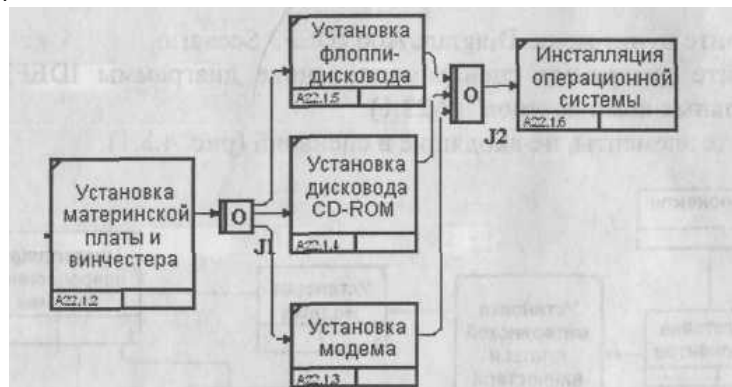 Установка
флоппи-
дисковода
A22.1.5
O
J2
Инсталляция
операционной
системы
A22.1.6
Установка
материнской
платы и
винчестера
A22.1.2
O
J1
Установка
дисковода
CD-ROM
A22.1.4
Установка
модема
A22.1.3